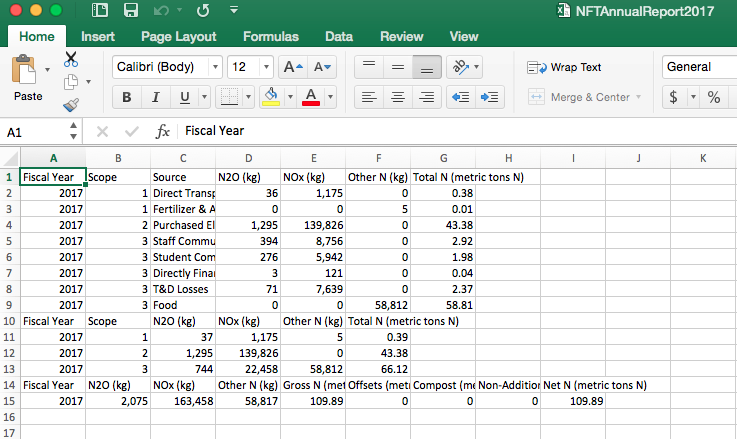 NFTAnnualReport2017
Home Insert Page Layout Formulas Data Review View
Paste Calibri (Body) 12 A A Wrap Text General
B I U A Merge & Center $ %
A1 fx Fiscal Year
A B C D E F G H I J K
1 Fiscal Year Scope Source N2O (kg) NOx (kg) Other N (kg) Total N (metric tons N)
2 2017 1 Direct Transp 36 1,175 0 0.38
3 2017 1 Fertilizer & A 0 0 5 0.01
4 2017 2 Purchased El 1,295 139,826 0 43.38
5 2017 3 Staff Commu 394 8,756 0 2.92
6 2017 3 Student Com 276 5,942 0 1.98
7 2017 3 Directly Finan 3 121 0 0.04
8 2017 3 T&D Losses 71 7,639 0 2.37
9 2017 3 Food 0 0 58,812 58.81
10 Fiscal Year Scope N2O (kg) NOx (kg) Other N (kg) Total N (metric tons N)
11 2017 1 37 1,175 5 0.39
12 2017 2 1,295 139,826 0 43.38
13 2017 3 744 22,458 58,812 66.12
14 Fiscal Year N2O (kg) NOx (kg) Other N (kg) Gross N (met Offsets (metr Compost (me Non-Addition Net N (metric tons N)
15 2017 2,075 163,458 58,817 109.89 0 0 0 109.89
16
17